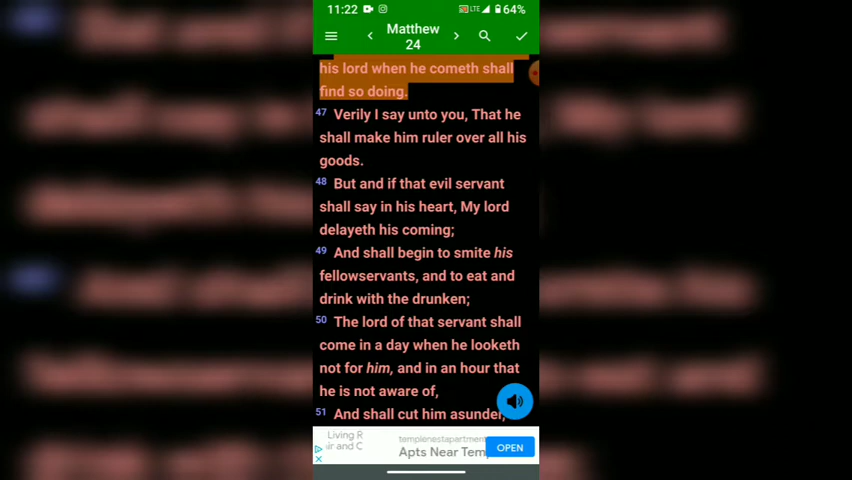 11:22 LTE 64%
Matthew
24
his lord when he cometh shall
find so doing.
47 Verily I say unto you, That he
shall make him ruler over all his
goods.
48 But and if that evil servant
shall say in his heart, My lord
delayeth his coming;
49 And shall begin to smite his
fellowservants, and to eat and
drink with the drunken;
50 The lord of that servant shall
come in a day when he looketh
not for him, and in an hour that
he is not aware of,
51 And shall cut him asunder,
Living R
ir and C
templenestapartment
Apts Near Tem
OPEN